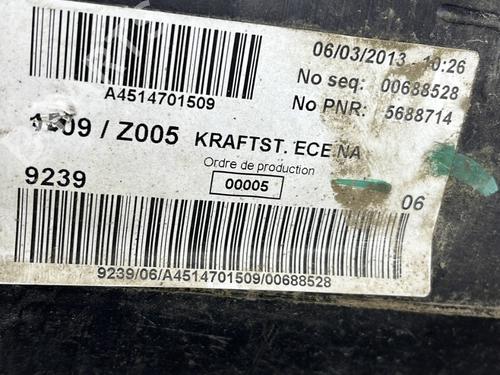 06/03/2013 - 10:26
A4514701509
No seq: 00688528
No PNR: 5688714
1509 / Z005 KRAFTST. ECE.NA
Ordre de production
9239
00005
06
9239/06/A4514701509/00688528